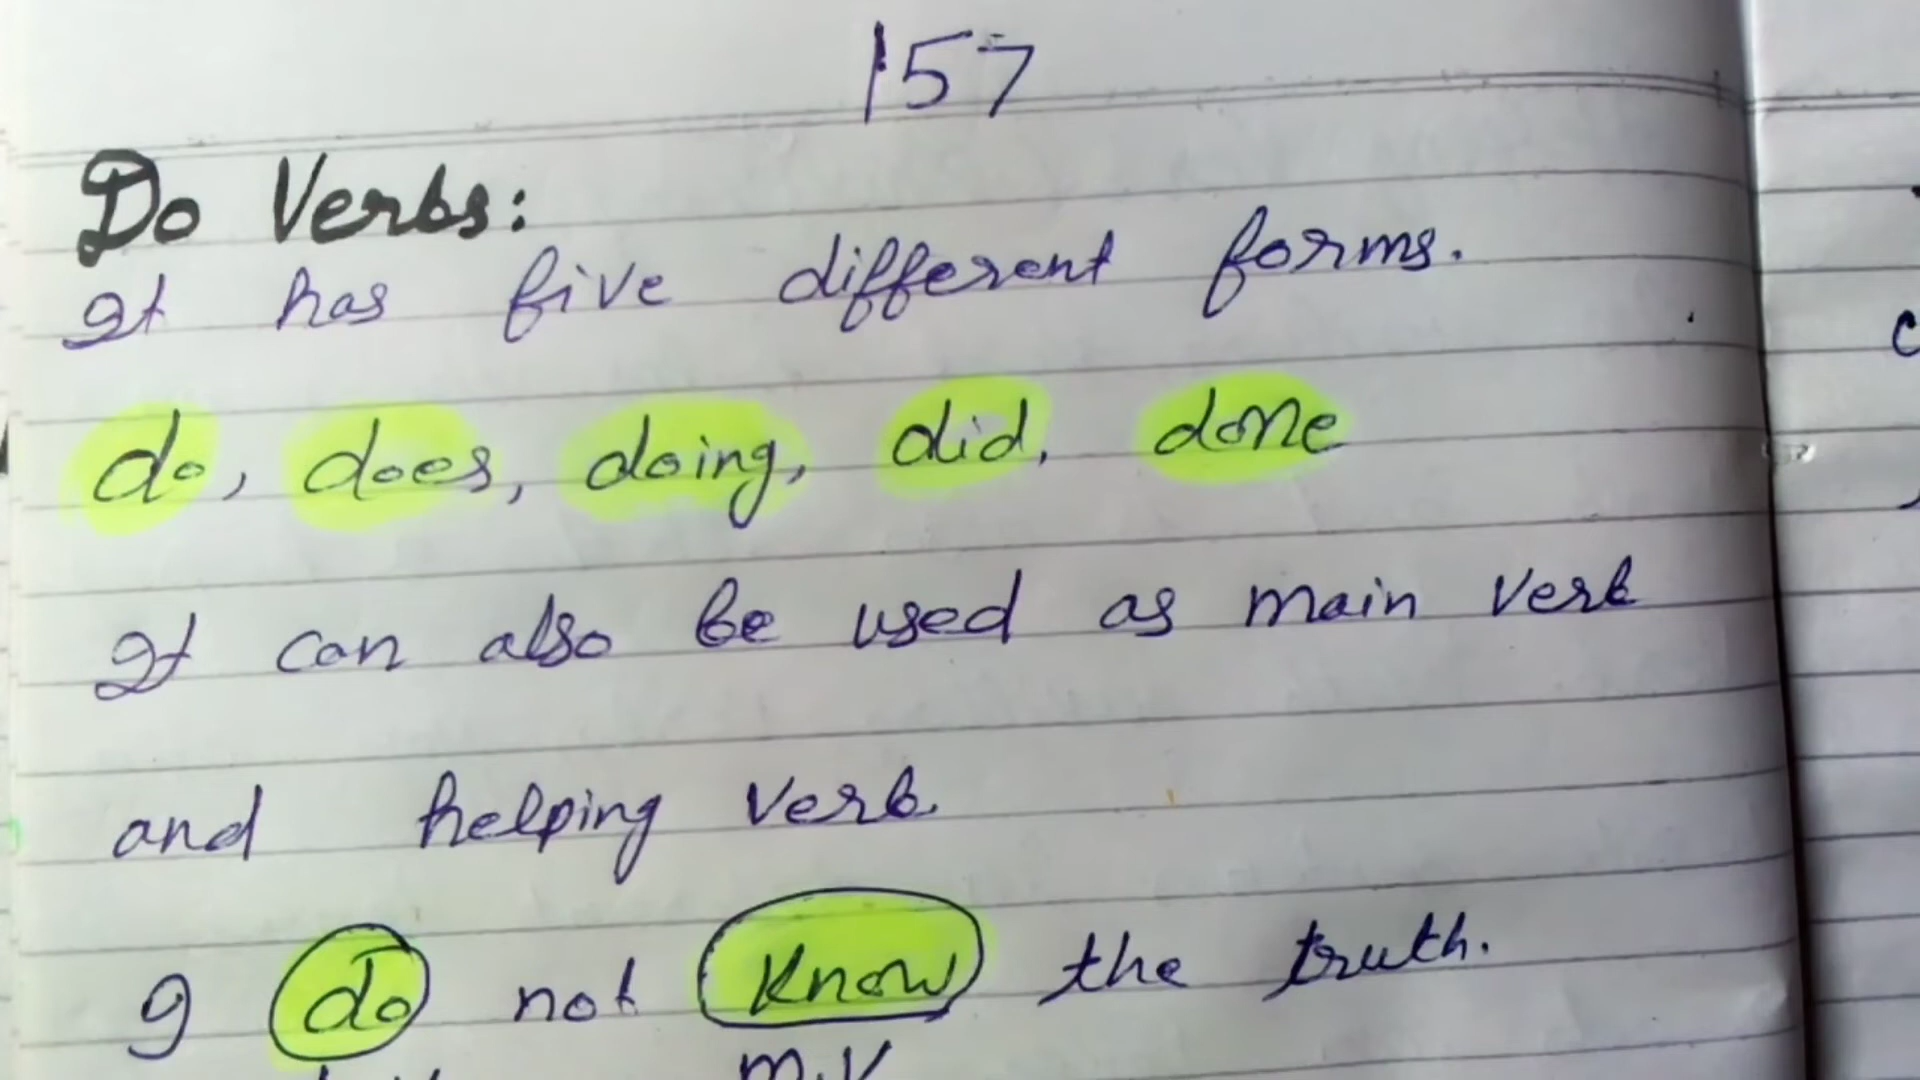 157
Do Verbs:
It has five different forms.
do, does, doing, did, done
It can also be used as main verb
and helping verb.
I do not know the truth.
m.v